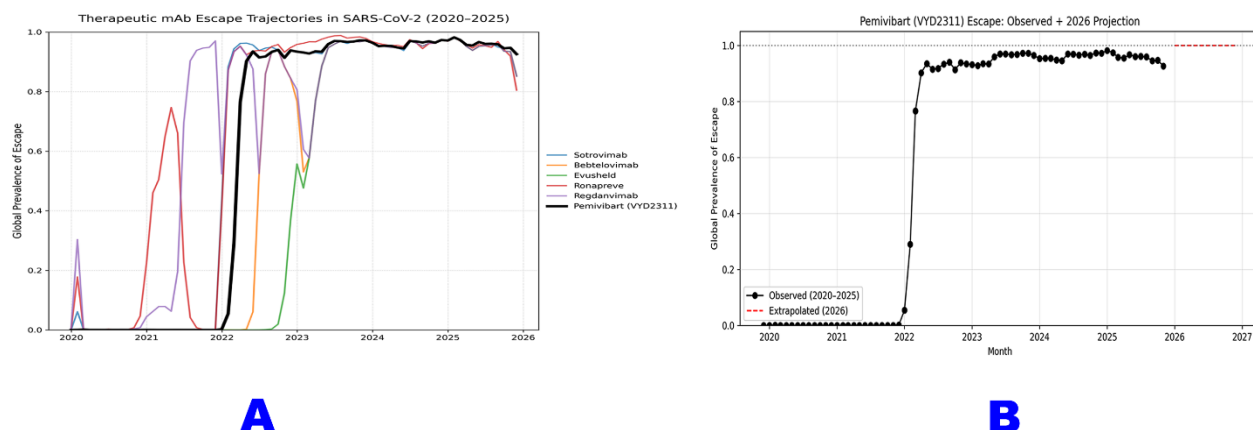 Therapeutic mAb Escape Trajectories in SARS-CoV-2 (2020–2025)
Global Prevalence of Escape
1.0
0.8
0.6
0.4
0.2
0.0
2020 2021 2022 2023 2024 2025 2026
Sotrovimab
Bebtelovimab
Evusheld
Ronapreve
Regdanvimab
Pemivibart (VYD2311)
A
Pemivibart (VYD2311) Escape: Observed + 2026 Projection
Global Prevalence of Escape
1.0
0.8
0.6
0.4
0.2
0.0
Observed (2020–2025)
Extrapolated (2026)
2020 2021 2022 2023 2024 2025 2026 2027
Month
B